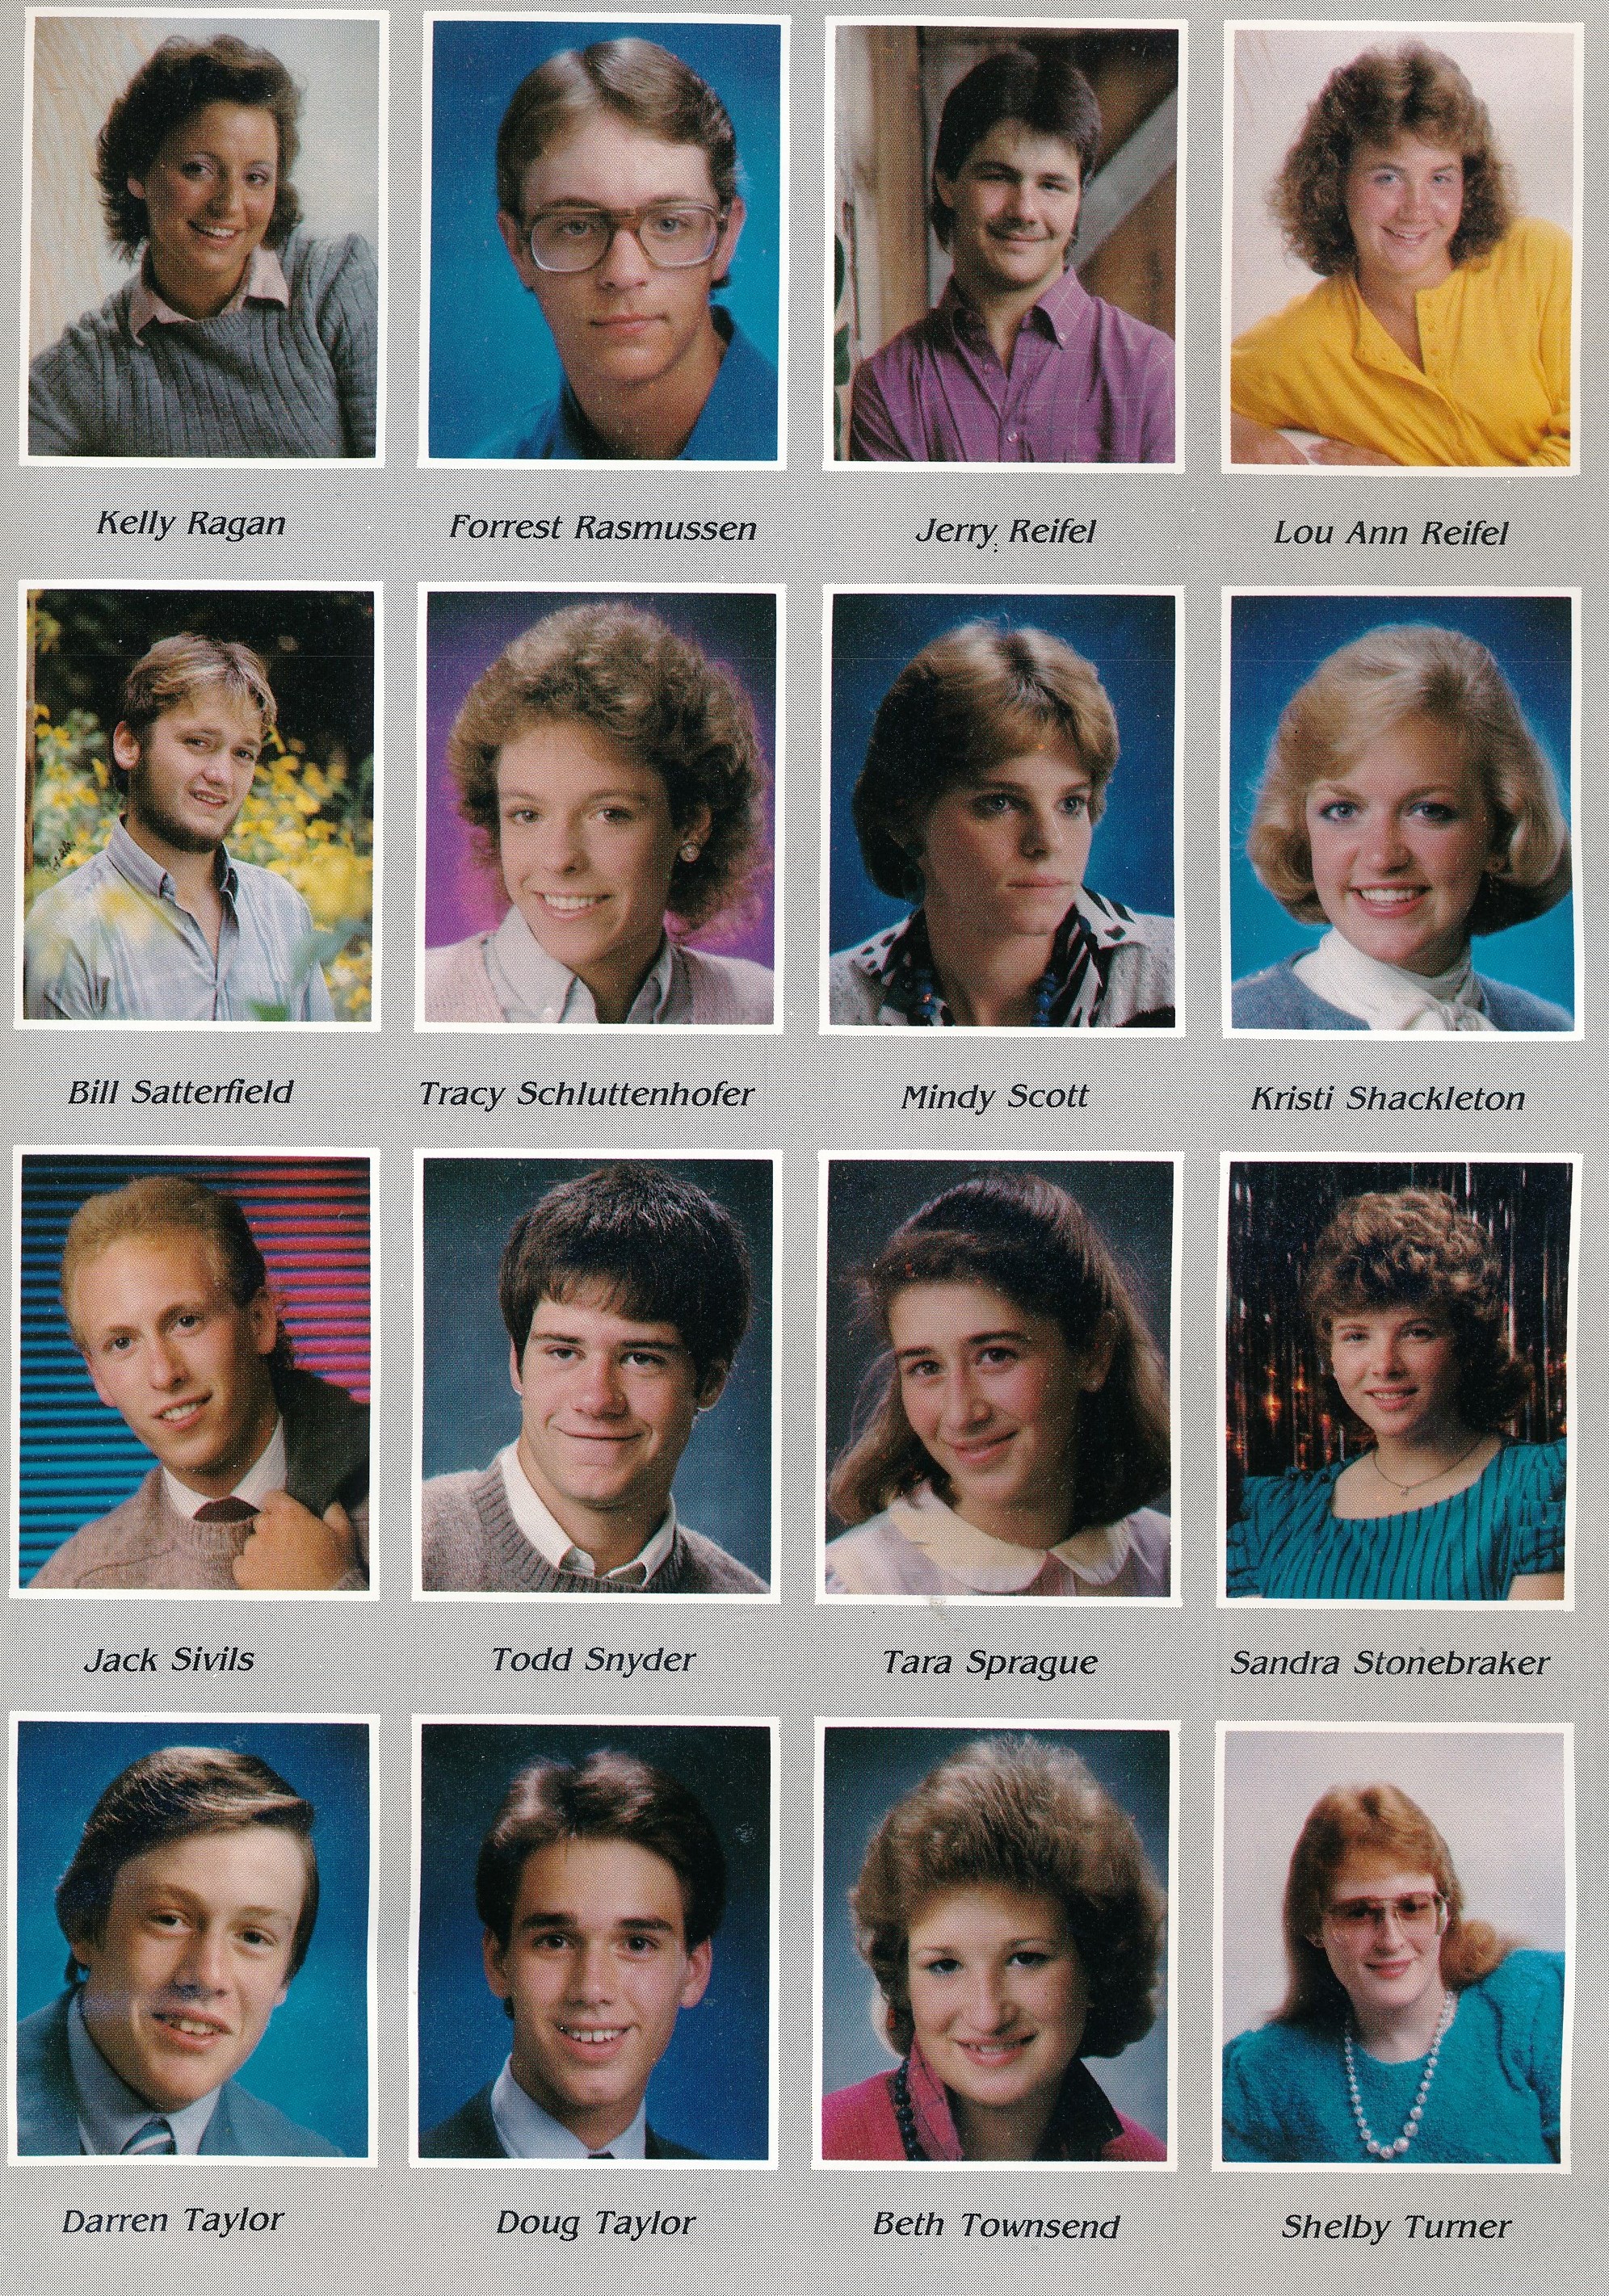 Kelly Ragan
Forrest Rasmussen
Jerry Reifel
Lou Ann Reifel
Bill Satterfield
Tracy Schluttenhofer
Mindy Scott
Kristi Shackleton
Jack Sivils
Todd Snyder
Tara Sprague
Sandra Stonebraker
Darren Taylor
Doug Taylor
Beth Townsend
Shelby Turner